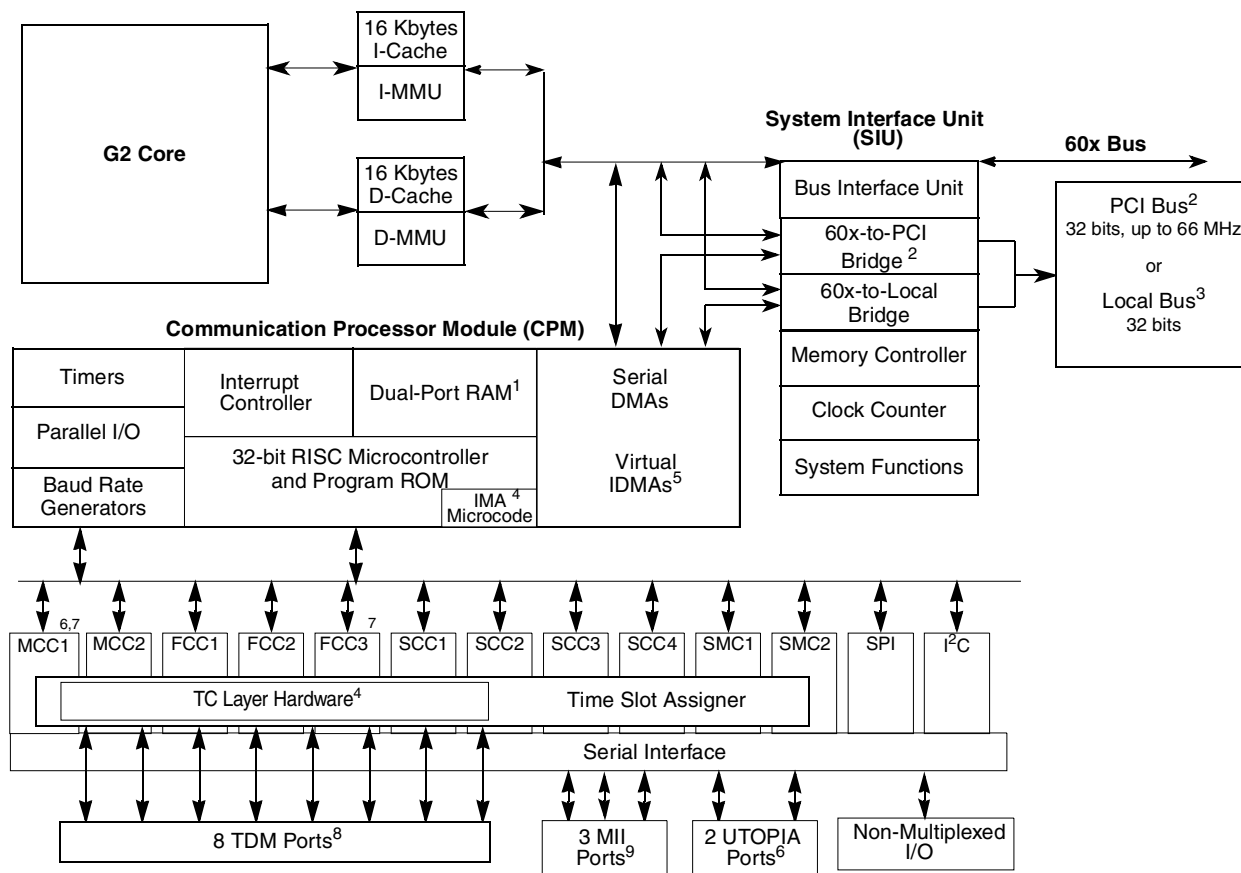 G2 Core
16 Kbytes
I-Cache
I-MMU
16 Kbytes
D-Cache
D-MMU
System Interface Unit
(SIU)
60x Bus
Bus Interface Unit
60x-to-PCI
Bridge 2
60x-to-Local
Bridge
Memory Controller
Clock Counter
System Functions
PCI Bus2
32 bits, up to 66 MHz
or
Local Bus3
32 bits
Communication Processor Module (CPM)
Timers
Parallel I/O
Baud Rate
Generators
Interrupt
Controller
Dual-Port RAM1
32-bit RISC Microcontroller
and Program ROM
IMA 4
Microcode
Serial
DMAs
Virtual
IDMAs5
MCC1 6,7
MCC2
FCC1
FCC2
FCC3 7
SCC1
SCC2
SCC3
SCC4
SMC1
SMC2
SPI
I2C
TC Layer Hardware4
Time Slot Assigner
Serial Interface
8 TDM Ports8
3 MII
Ports9
2 UTOPIA
Ports6
Non-Multiplexed
I/O